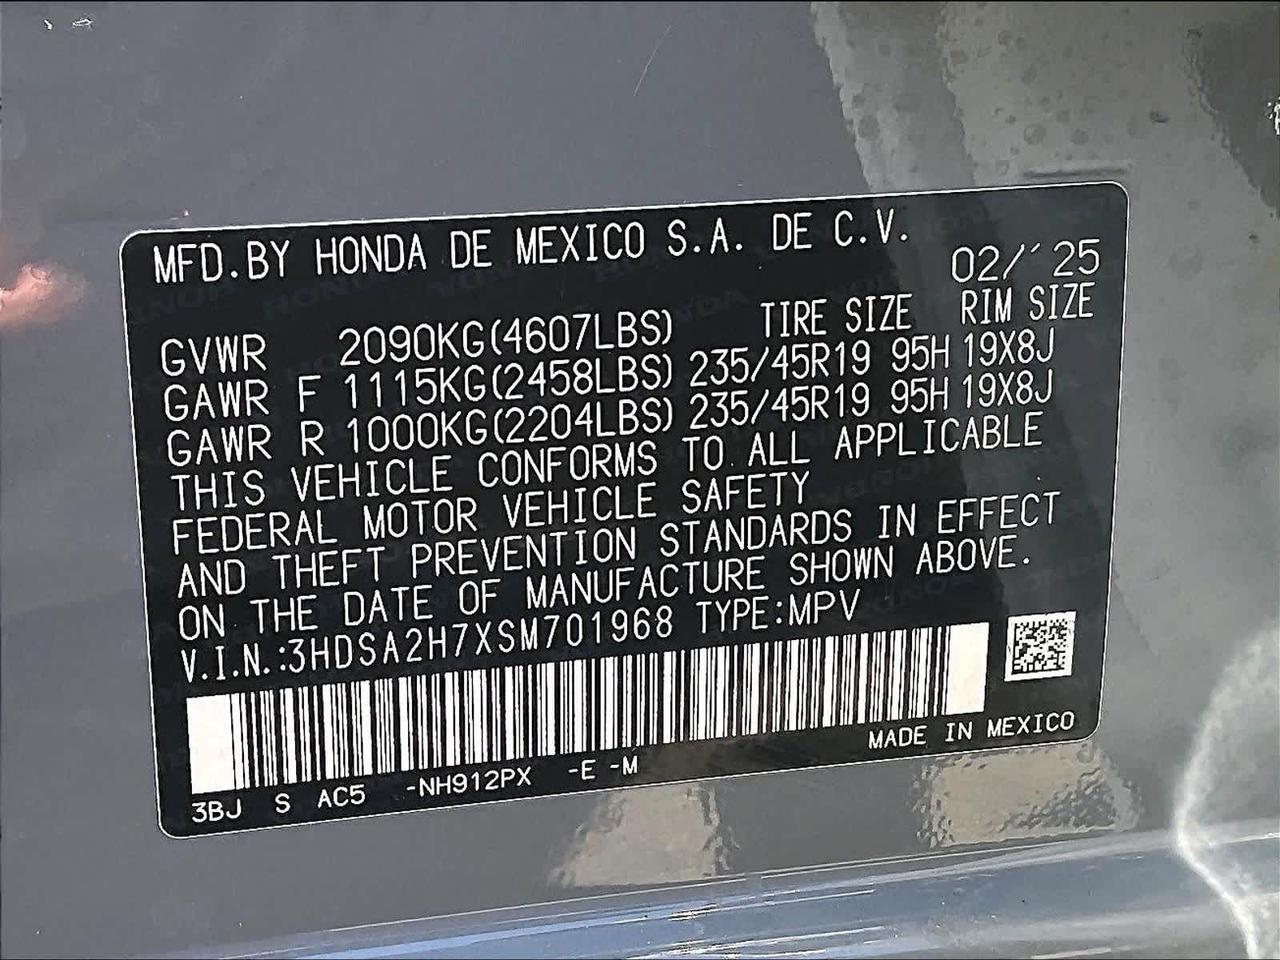 MFD.BY HONDA DE MEXICO S.A. DE C.V.
02/´25
GVWR 2090KG(4607LBS) TIRE SIZE RIM SIZE
GAWR F 1115KG(2458LBS) 235/45R19 95H 19X8J
GAWR R 1000KG(2204LBS) 235/45R19 95H 19X8J
THIS VEHICLE CONFORMS TO ALL APPLICABLE
FEDERAL MOTOR VEHICLE SAFETY
AND THEFT PREVENTION STANDARDS IN EFFECT
ON THE DATE OF MANUFACTURE SHOWN ABOVE.
V.I.N.:3HDSA2H7XSM701968 TYPE:MPV
MADE IN MEXICO
3BJ S AC5 -NH912PX -E -M